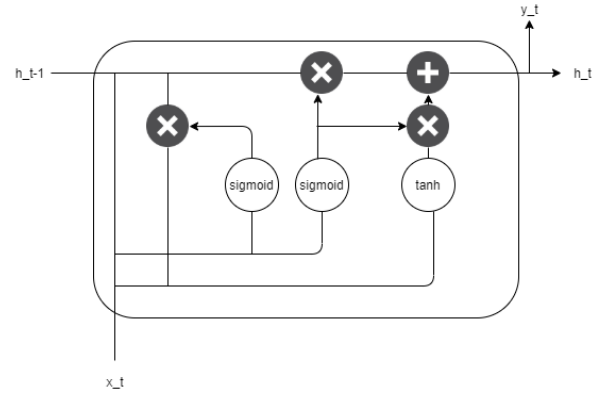 y_t
h_t-1
h_t
sigmoid
sigmoid
tanh
x_t